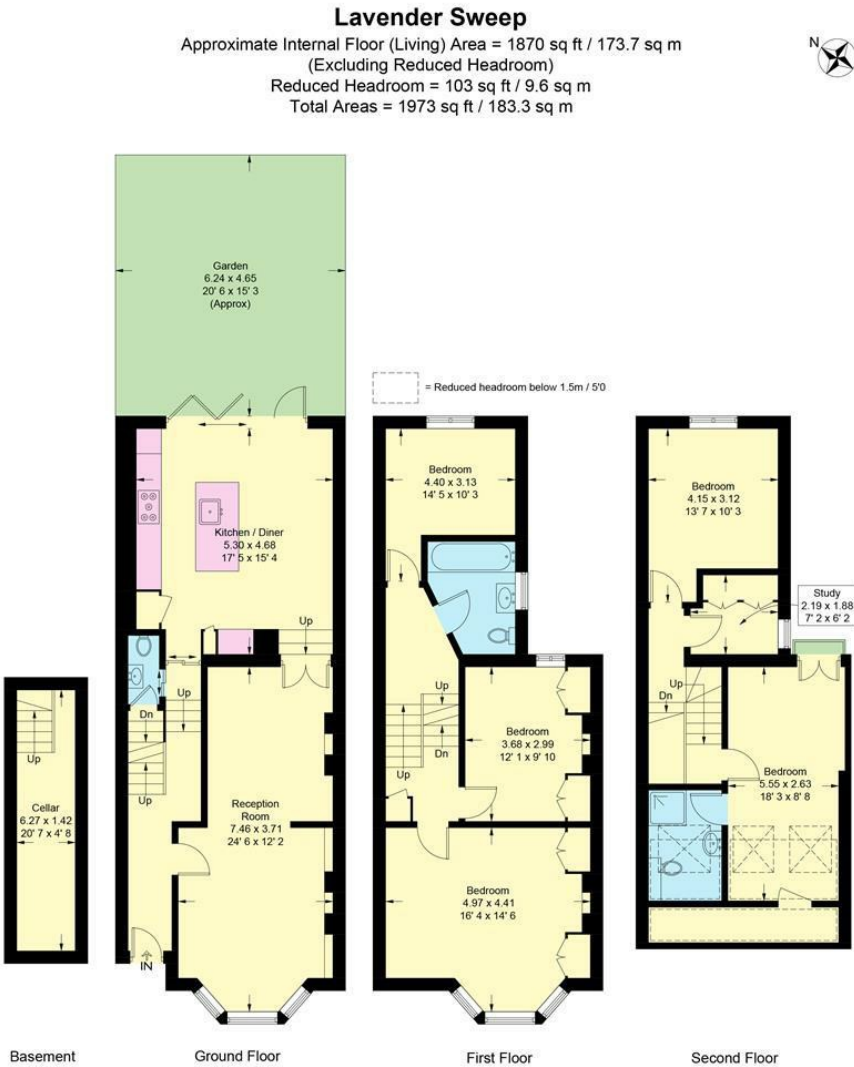 Lavender Sweep
Approximate Internal Floor (Living) Area = 1870 sq ft / 173.7 sq m
(Excluding Reduced Headroom)
Reduced Headroom = 103 sq ft / 9.6 sq m
Total Areas = 1973 sq ft / 183.3 sq m
N
Garden
6.24 x 4.65
20' 6 x 15' 3
(Approx)
= Reduced headroom below 1.5m / 5'0
Kitchen / Diner
5.30 x 4.68
17' 5 x 15' 4
Up
Up
Dn
Up
Reception
Room
7.46 x 3.71
24' 6 x 12' 2
IN
Up
Cellar
6.27 x 1.42
20' 7 x 4' 8
Bedroom
4.40 x 3.13
14' 5 x 10' 3
Up
Dn
Up
Bedroom
3.68 x 2.99
12' 1 x 9' 10
Bedroom
4.97 x 4.41
16' 4 x 14' 6
Bedroom
4.15 x 3.12
13' 7 x 10' 3
Study
2.19 x 1.88
7' 2 x 6' 2
Up
Dn
Bedroom
5.55 x 2.63
18' 3 x 8' 8
Basement
Ground Floor
First Floor
Second Floor